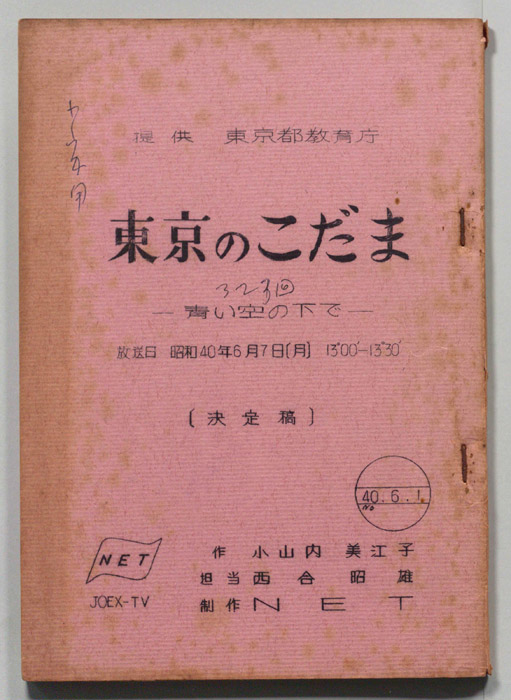 提供 東京都教育庁
東京のこだま
323回
―青い空の下で―
放送日 昭和40年6月7日(月) 13°00′―13°30′
〔決定稿〕
40.6.1.
No
NET
JOEX-TV
作 小山内 美江子
担当 西合 昭雄
制作 NET